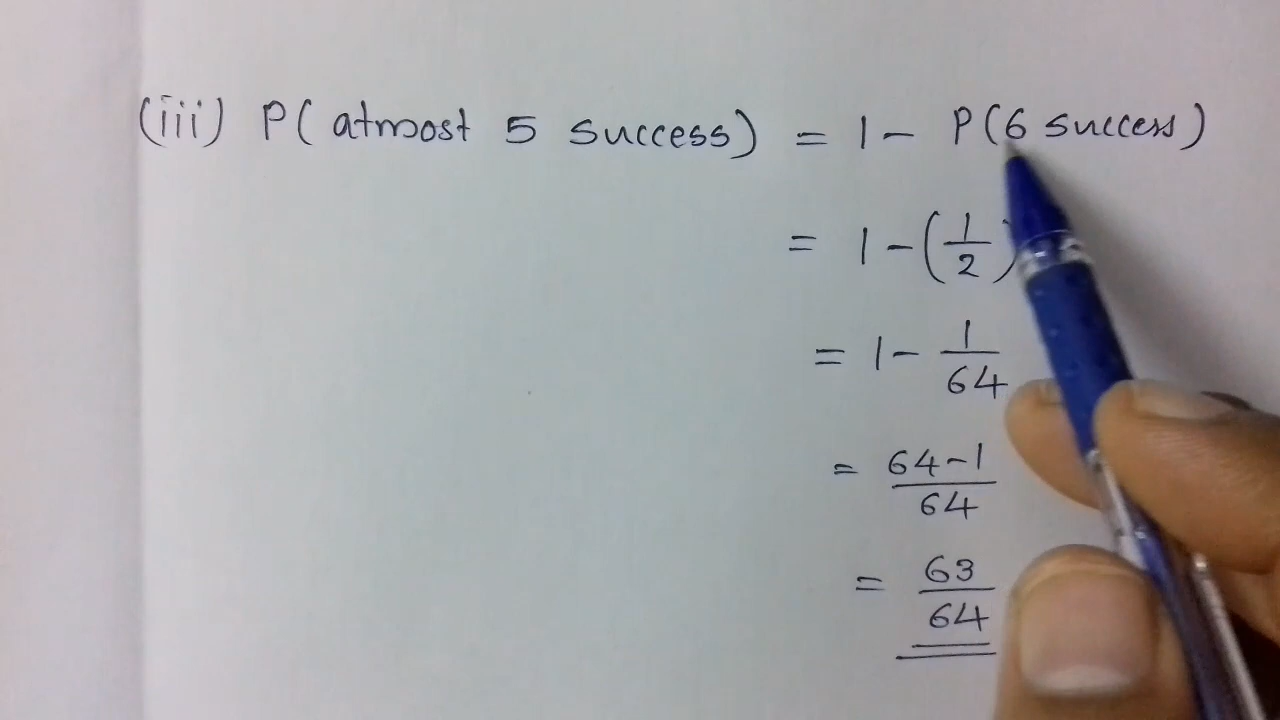 (iii) P( atmost 5 success) = 1 - P(6 success)
= 1 - (1/2)
= 1 - 1/64
= 64-1/64
= 63/64